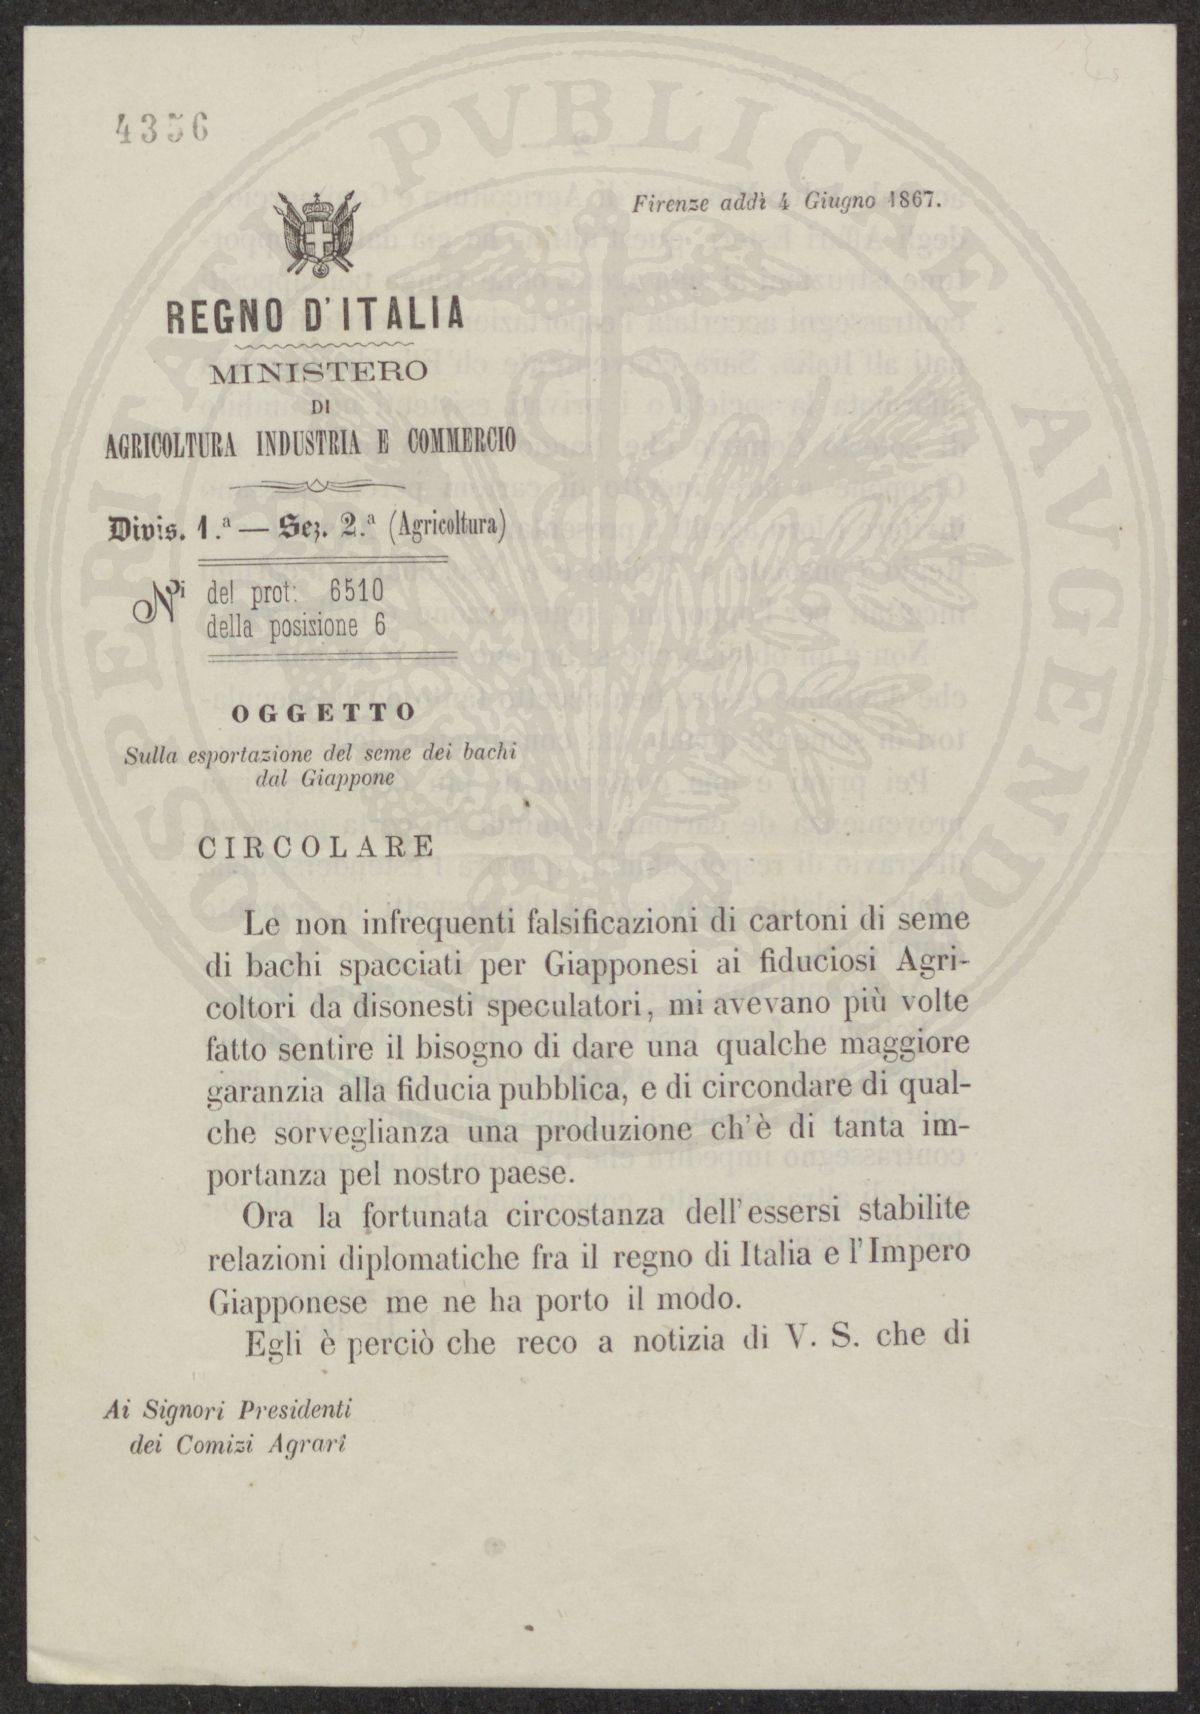 4356
Firenze addì 4 Giugno 1867.
REGNO D'ITALIA
MINISTERO
DI
AGRICOLTURA INDUSTRIA E COMMERCIO
Divis. 1.ª — Sez. 2.ª (Agricoltura)
Ni del prot: 6510
della posizione 6
OGGETTO
Sulla esportazione del seme dei bachi
dal Giappone
CIRCOLARE
Le non infrequenti falsificazioni di cartoni di seme
di bachi spacciati per Giapponesi ai fiduciosi Agri-
coltori da disonesti speculatori, mi avevano più volte
fatto sentire il bisogno di dare una qualche maggiore
garanzia alla fiducia pubblica, e di circondare di qual-
che sorveglianza una produzione ch'è di tanta im-
portanza pel nostro paese.
Ora la fortunata circostanza dell'essersi stabilite
relazioni diplomatiche fra il regno di Italia e l'Impero
Giapponese me ne ha porto il modo.
Egli è perciò che reco a notizia di V. S. che di
Ai Signori Presidenti
dei Comizi Agrarî
PROSPERITATI PVBLICAE AVGENDAE